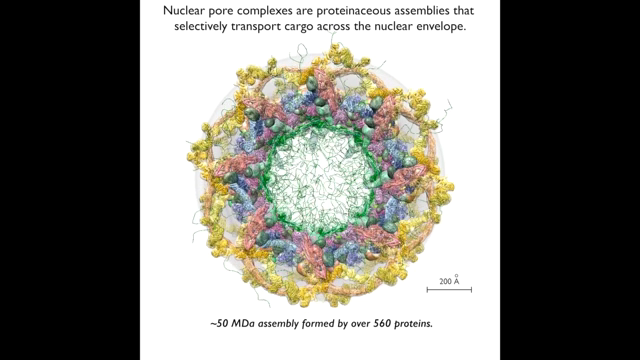 Nuclear pore complexes are proteinaceous assemblies that
selectively transport cargo across the nuclear envelope.
200 Å
~50 MDa assembly formed by over 560 proteins.